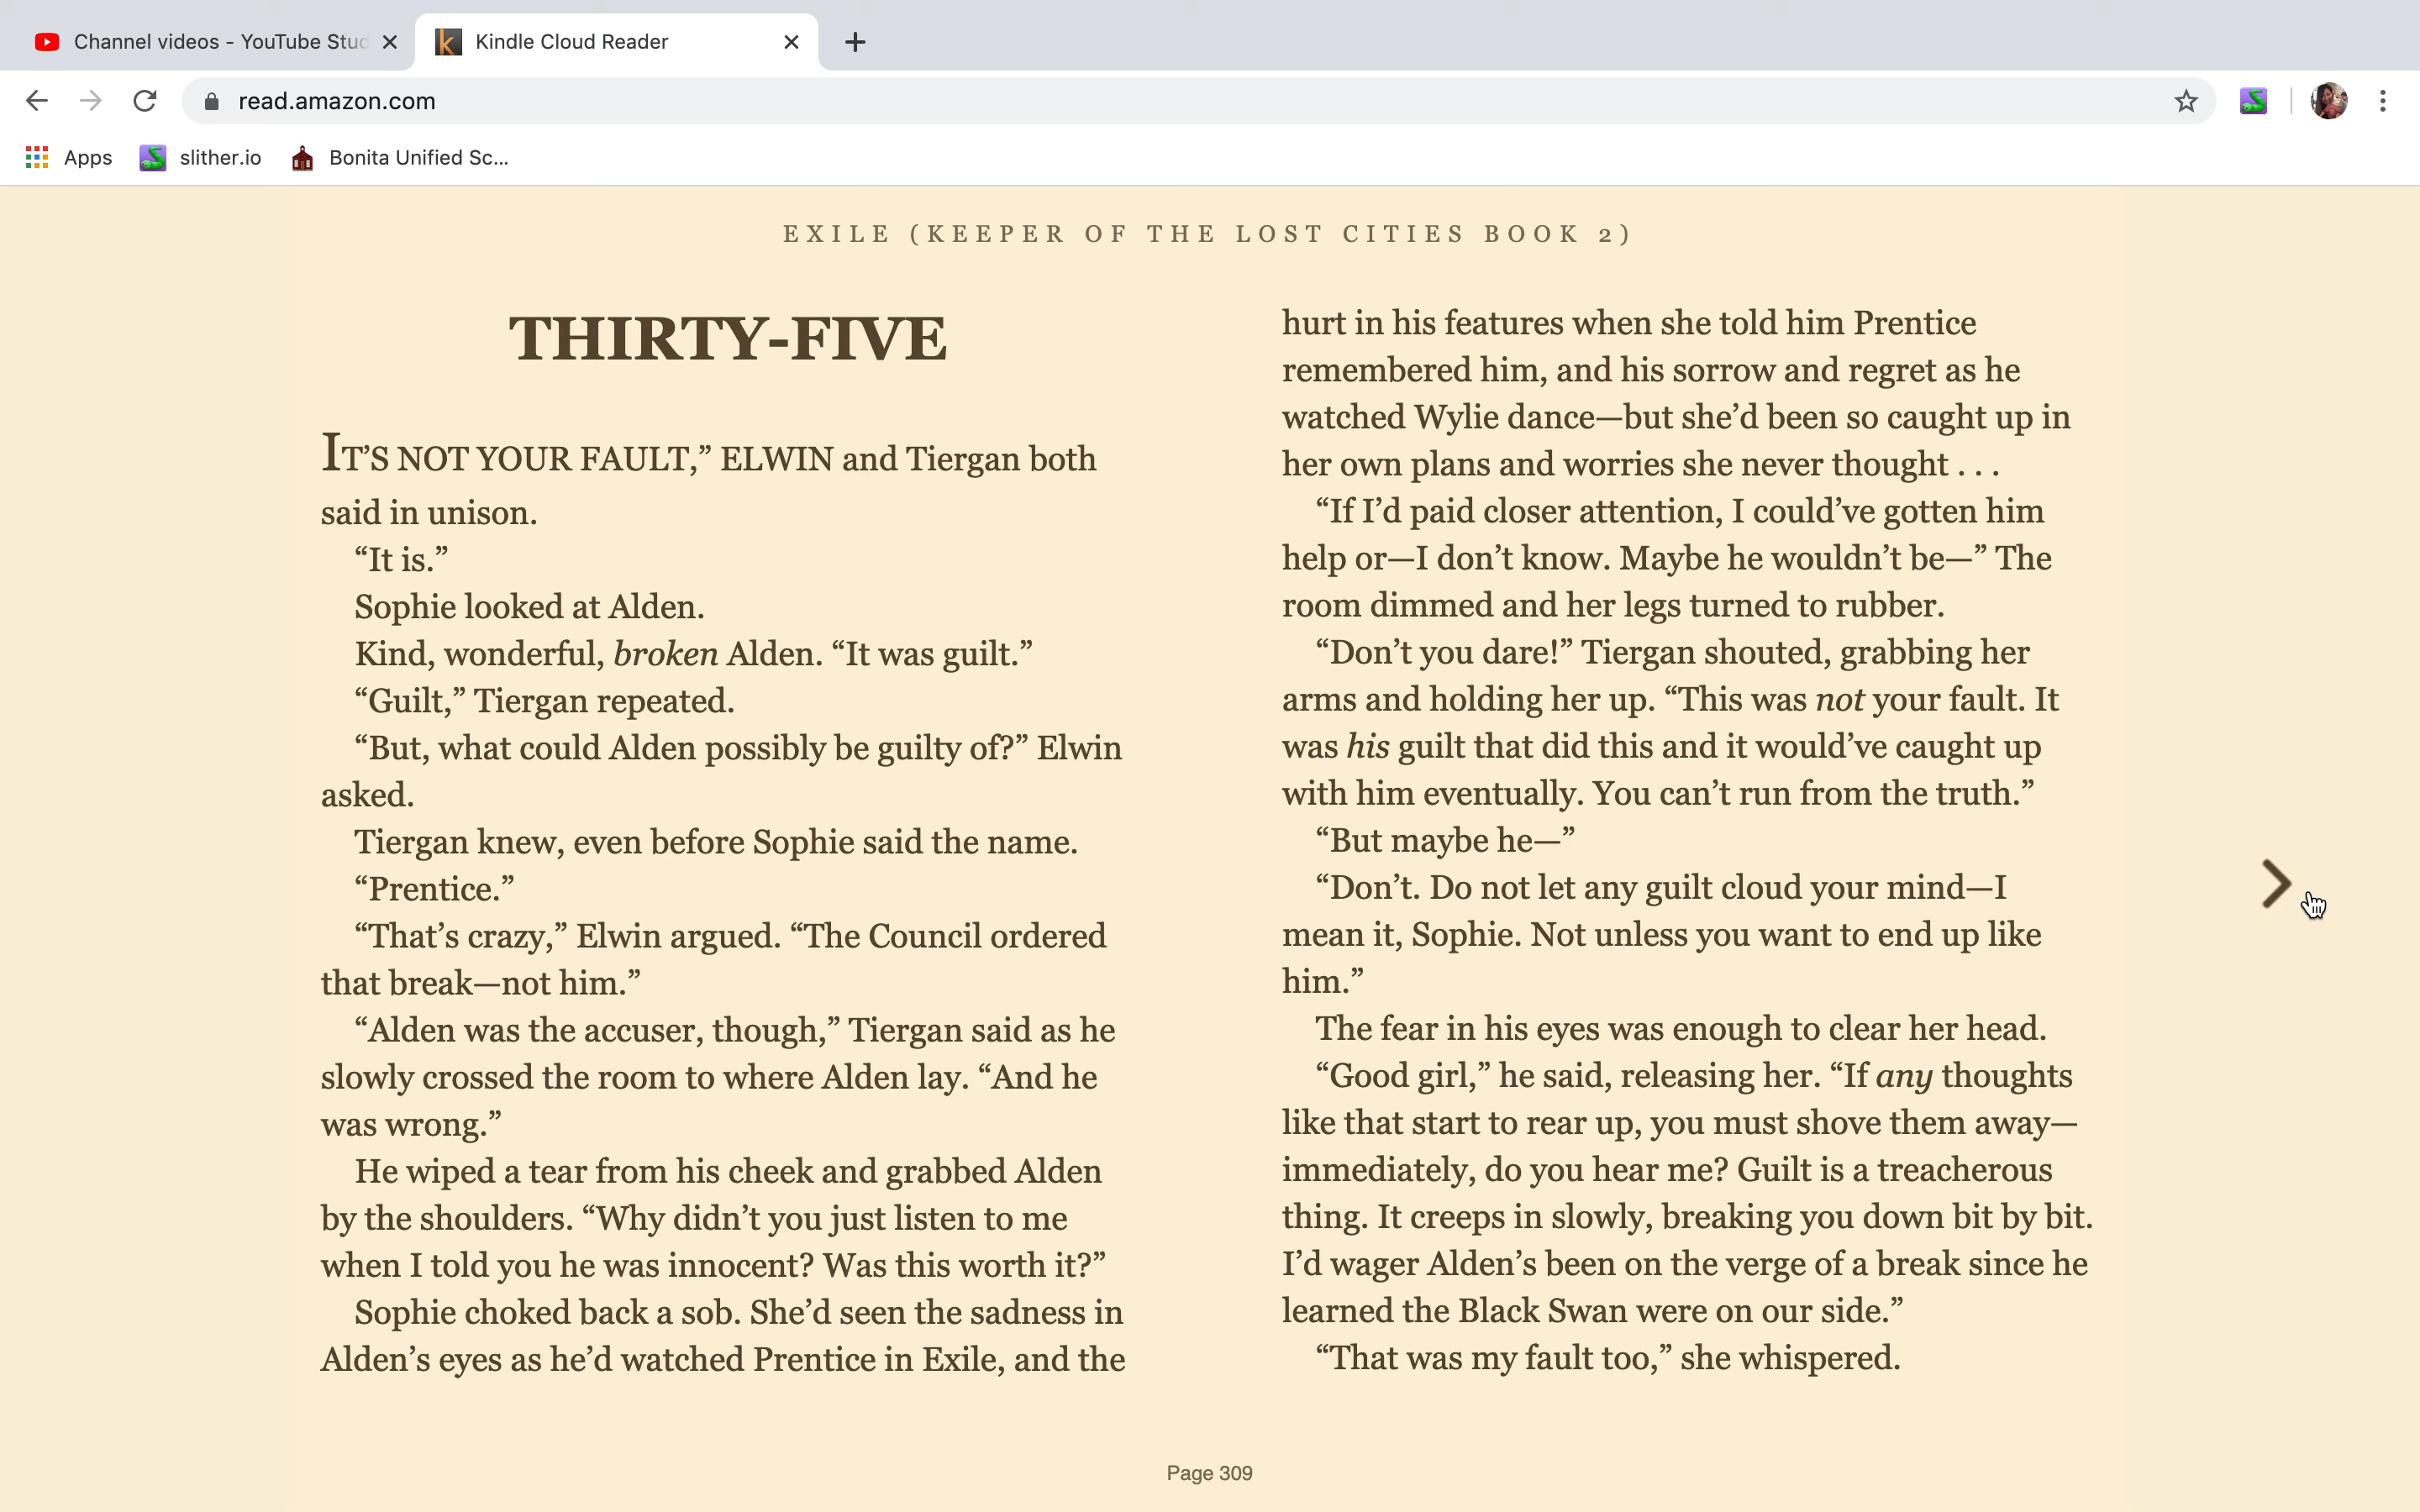 Channel videos - YouTube Stud
Kindle Cloud Reader
read.amazon.com
Apps
slither.io
Bonita Unified Sc...
EXILE (KEEPER OF THE LOST CITIES BOOK 2)
THIRTY-FIVE
IT’S NOT YOUR FAULT,” ELWIN and Tiergan both
said in unison.
“It is.”
Sophie looked at Alden.
Kind, wonderful, broken Alden. “It was guilt.”
“Guilt,” Tiergan repeated.
“But, what could Alden possibly be guilty of?” Elwin
asked.
Tiergan knew, even before Sophie said the name.
“Prentice.”
“That’s crazy,” Elwin argued. “The Council ordered
that break—not him.”
“Alden was the accuser, though,” Tiergan said as he
slowly crossed the room to where Alden lay. “And he
was wrong.”
He wiped a tear from his cheek and grabbed Alden
by the shoulders. “Why didn’t you just listen to me
when I told you he was innocent? Was this worth it?”
Sophie choked back a sob. She’d seen the sadness in
Alden’s eyes as he’d watched Prentice in Exile, and the
hurt in his features when she told him Prentice
remembered him, and his sorrow and regret as he
watched Wylie dance—but she’d been so caught up in
her own plans and worries she never thought . . .
“If I’d paid closer attention, I could’ve gotten him
help or—I don’t know. Maybe he wouldn’t be—” The
room dimmed and her legs turned to rubber.
“Don’t you dare!” Tiergan shouted, grabbing her
arms and holding her up. “This was not your fault. It
was his guilt that did this and it would’ve caught up
with him eventually. You can’t run from the truth.”
“But maybe he—”
“Don’t. Do not let any guilt cloud your mind—I
mean it, Sophie. Not unless you want to end up like
him.”
The fear in his eyes was enough to clear her head.
“Good girl,” he said, releasing her. “If any thoughts
like that start to rear up, you must shove them away—
immediately, do you hear me? Guilt is a treacherous
thing. It creeps in slowly, breaking you down bit by bit.
I’d wager Alden’s been on the verge of a break since he
learned the Black Swan were on our side.”
“That was my fault too,” she whispered.
Page 309